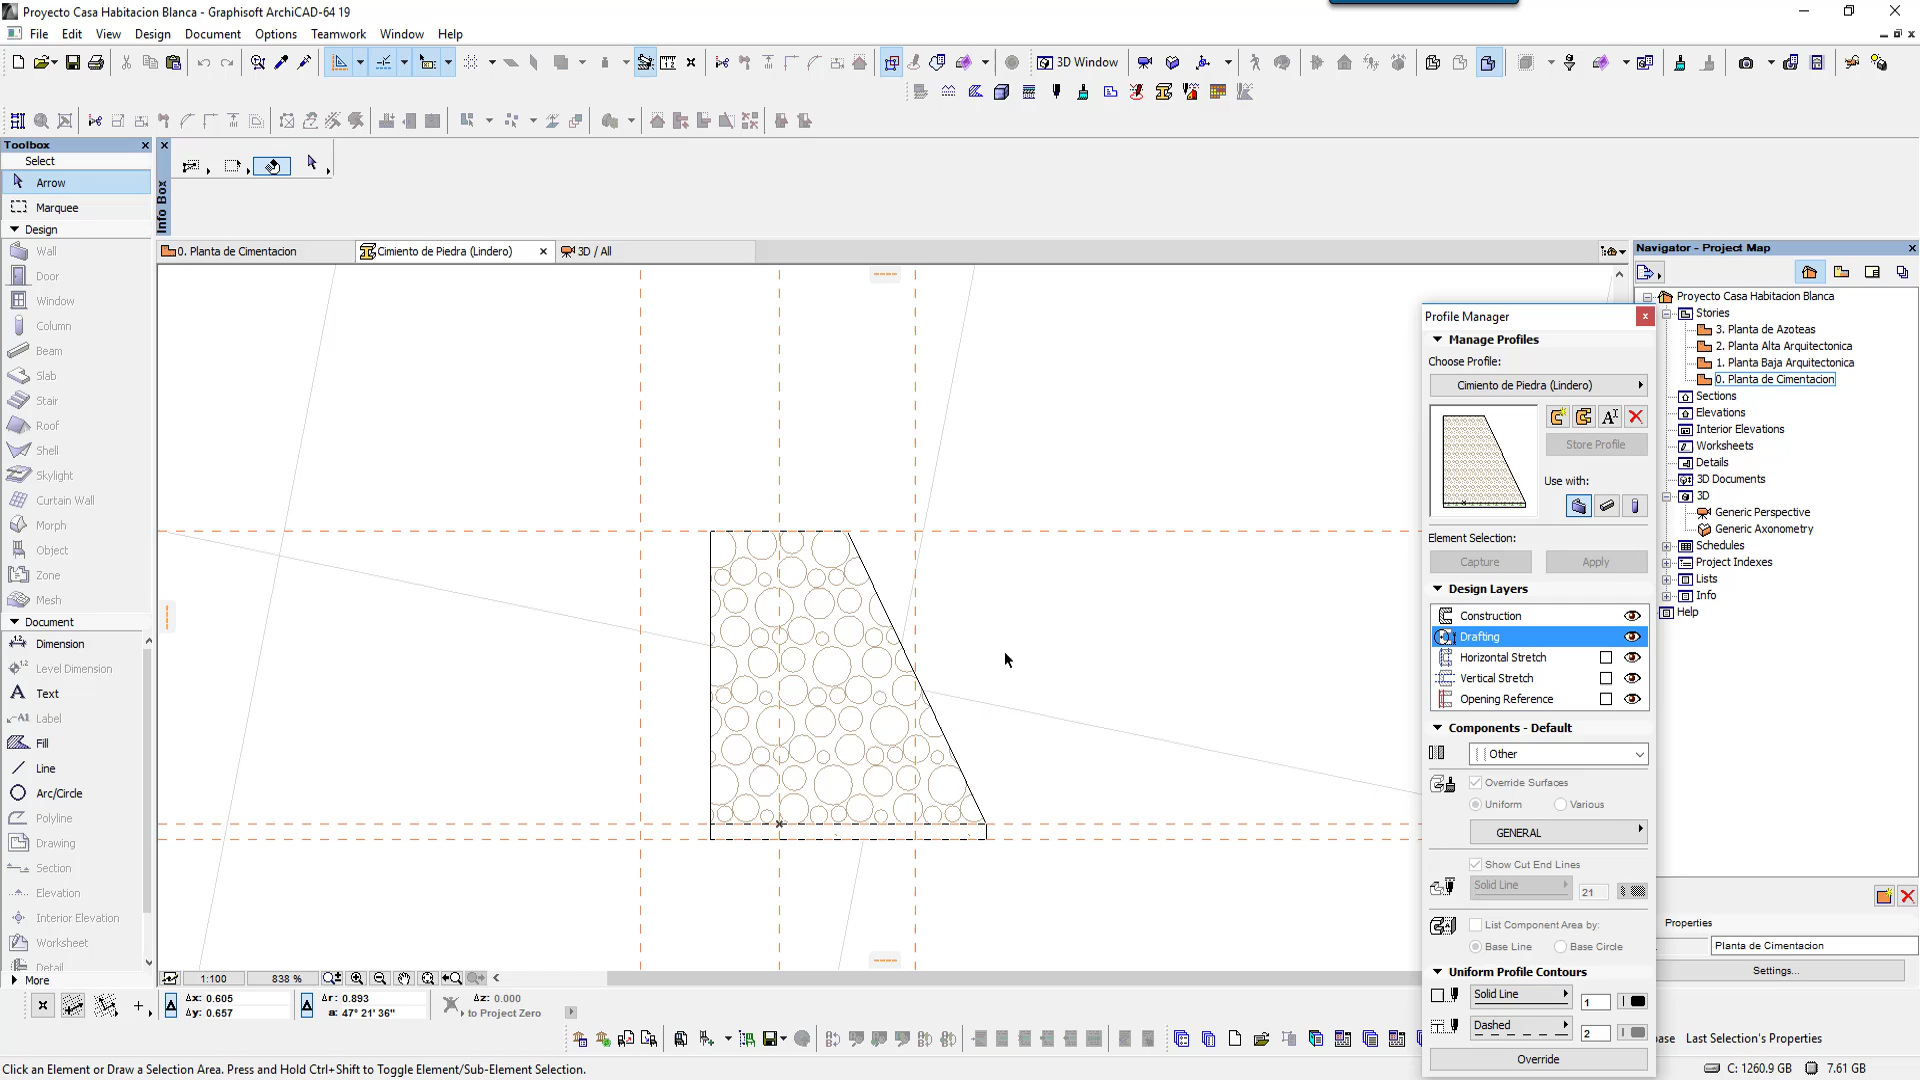 Proyecto Casa Habitacion Blanca - Graphisoft ArchiCAD-64 19
File Edit View Design Document Options Teamwork Window Help
3D Window
Toolbox
Select
Arrow
Marquee
Design
Wall
Door
Window
Column
Beam
Slab
Stair
Roof
Shell
Skylight
Curtain Wall
Morph
Object
Zone
Mesh
Document
Dimension
Level Dimension
Text
Label
Fill
Line
Arc/Circle
Polyline
Drawing
Section
Elevation
Interior Elevation
Worksheet
Detail
More
Info Box
0. Planta de Cimentacion
Cimiento de Piedra (Lindero)
3D / All
Profile Manager
Manage Profiles
Choose Profile:
Cimiento de Piedra (Lindero)
Store Profile
Use with:
Element Selection:
Capture Apply
Design Layers
Construction
Drafting
Horizontal Stretch
Vertical Stretch
Opening Reference
Components - Default
Other
Override Surfaces
Uniform Various
GENERAL
Show Cut End Lines
Solid Line 21
List Component Area by:
Base Line Base Circle
Uniform Profile Contours
Solid Line 1
Dashed 2
Override
Navigator - Project Map
Proyecto Casa Habitacion Blanca
Stories
3. Planta de Azoteas
2. Planta Alta Arquitectonica
1. Planta Baja Arquitectonica
0. Planta de Cimentacion
Sections
Elevations
Interior Elevations
Worksheets
Details
3D Documents
3D
Generic Perspective
Generic Axonometry
Schedules
Project Indexes
Lists
Info
Help
Properties
Planta de Cimentacion
Settings...
1:100 838 %
Δx: 0.605
Δy: 0.657
Δr: 0.893
a: 47° 21' 36"
Δz: 0.000
to Project Zero
Last Selection's Properties
Click an Element or Draw a Selection Area. Press and Hold Ctrl+Shift to Toggle Element/Sub-Element Selection.
C: 1260.9 GB 7.61 GB